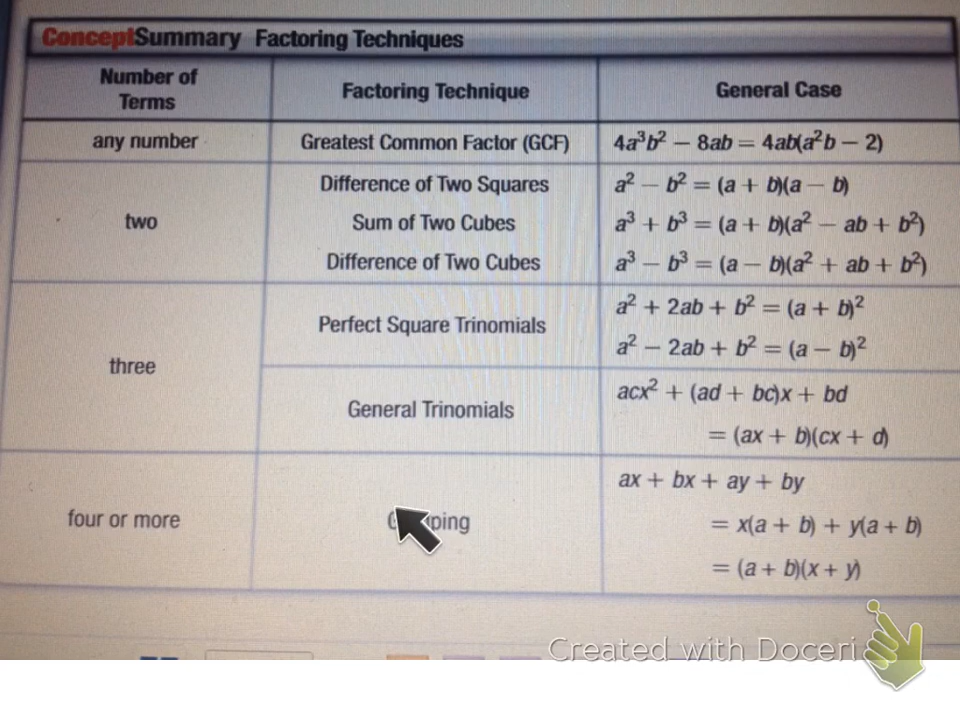 ConceptSummary Factoring Techniques
Number of Terms
Factoring Technique
General Case
any number
Greatest Common Factor (GCF)
4a³b² − 8ab = 4ab(a²b − 2)
two
Difference of Two Squares
a² − b² = (a + b)(a − b)
Sum of Two Cubes
a³ + b³ = (a + b)(a² − ab + b²)
Difference of Two Cubes
a³ − b³ = (a − b)(a² + ab + b²)
three
Perfect Square Trinomials
a² + 2ab + b² = (a + b)²
a² − 2ab + b² = (a − b)²
General Trinomials
acx² + (ad + bc)x + bd
= (ax + b)(cx + d)
four or more
ax + bx + ay + by
= x(a + b) + y(a + b)
= (a + b)(x + y)
Created with Doceri